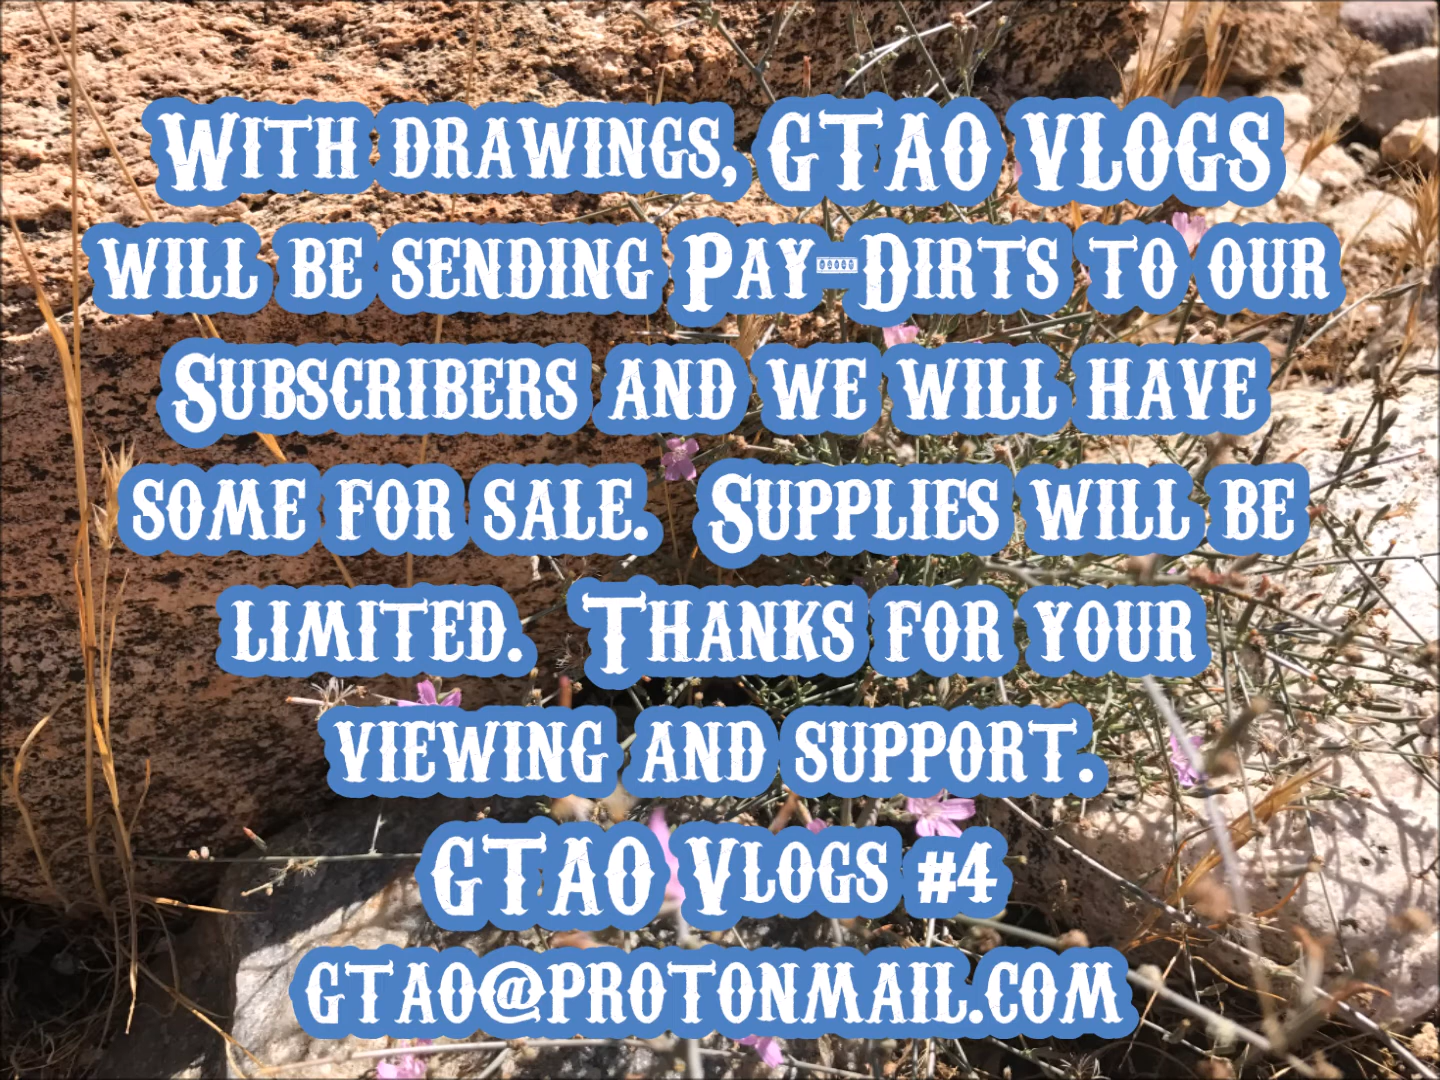 With drawings, GTAO VLOGS
will be sending Pay-Dirts to our
Subscribers and we will have
some for sale.  Supplies will be
limited.  Thanks for your
viewing and support.
GTAO Vlogs #4
gtao@protonmail.com